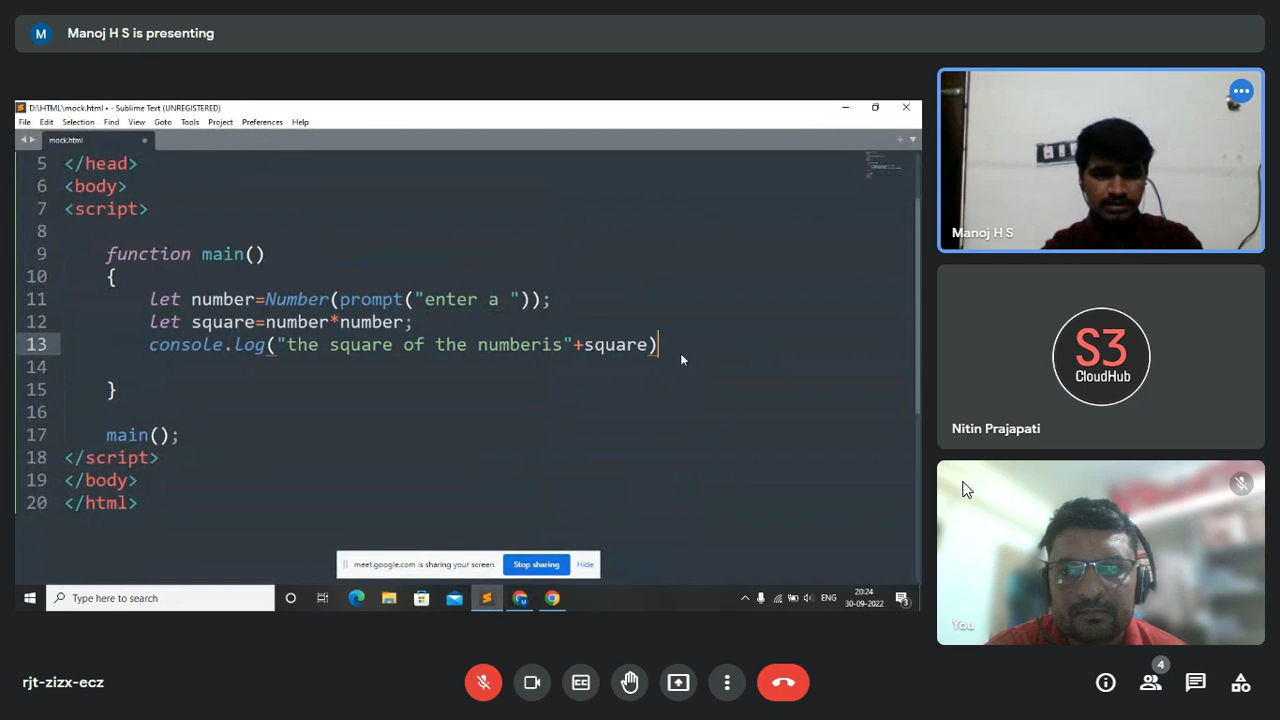 M Manoj H S is presenting
D:\HTML\mock.html • - Sublime Text (UNREGISTERED)
File Edit Selection Find View Goto Tools Project Preferences Help
mock.html
5 </head>
6 <body>
7 <script>
8
9 function main()
10 {
11 let number=Number(prompt("enter a "));
12 let square=number*number;
13 console.log("the square of the numberis"+square)
14
15 }
16
17 main();
18 </script>
19 </body>
20 </html>
meet.google.com is sharing your screen. Stop sharing Hide
Type here to search
ENG
20:24
30-09-2022
3
Manoj H S
S3
CloudHub
Nitin Prajapati
You
rjt-zizx-ecz
CC
4